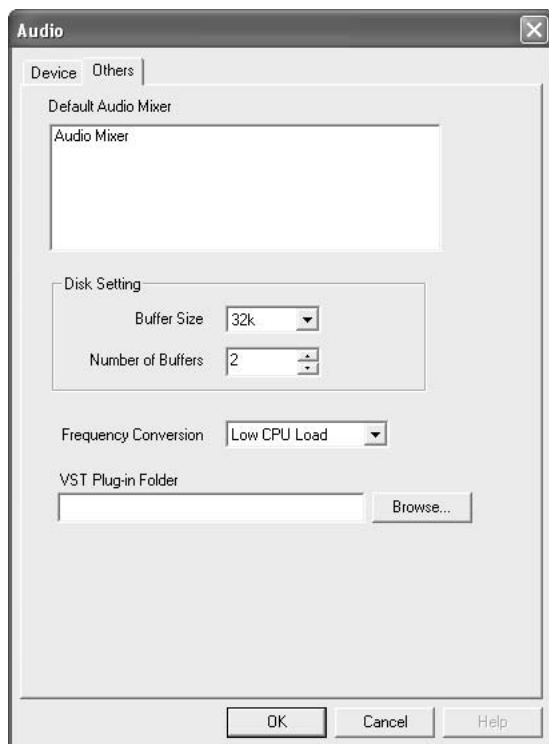 Audio
Device Others
Default Audio Mixer
Audio Mixer
Disk Setting
Buffer Size 32k
Number of Buffers 2
Frequency Conversion Low CPU Load
VST Plug-in Folder
Browse...
OK Cancel Help